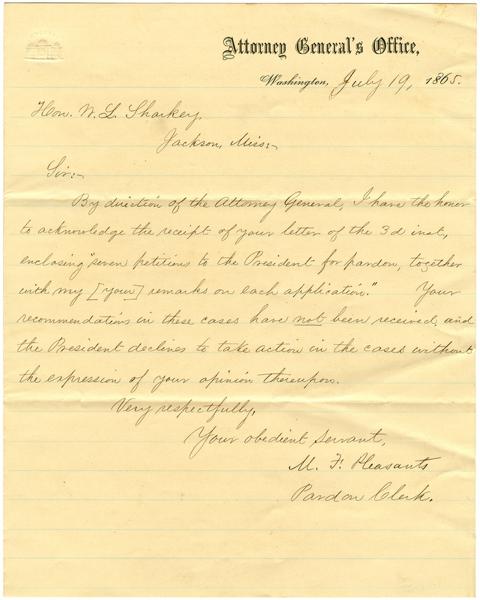 Attorney General's Office,
Washington, July 19, 1865.
Hon. W. L. Sharkey,
Jackson, Miss:-
Sir:-
By direction of the Attorney General, I have the honor
to acknowledge the receipt of your letter of the 3d inst,
enclosing "seven petitions to the President for pardon, together
with my [your] remarks on each application." Your
recommendations in these cases have not been received, and
the President declines to take action in the cases without
the expression of your opinion thereupon.
Very respectfully,
Your obedient servant,
M. F. Pleasants
Pardon Clerk.